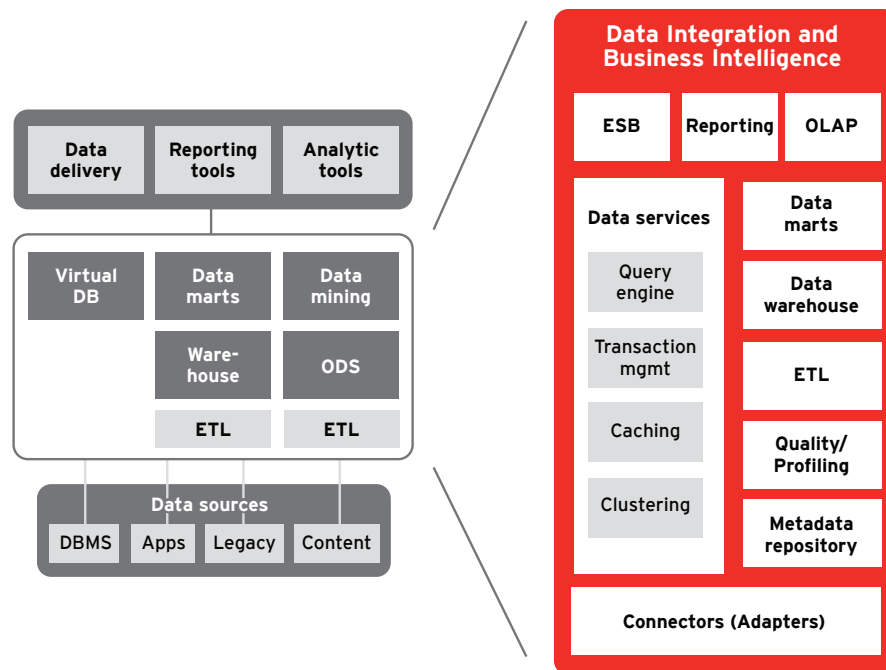 Data
delivery
Reporting
tools
Analytic
tools
Virtual
DB
Data
marts
Data
mining
Ware-
house
ODS
ETL
ETL
Data sources
DBMS
Apps
Legacy
Content
Data Integration and
Business Intelligence
ESB
Reporting
OLAP
Data services
Query
engine
Transaction
mgmt
Caching
Clustering
Data
marts
Data
warehouse
ETL
Quality/
Profiling
Metadata
repository
Connectors (Adapters)